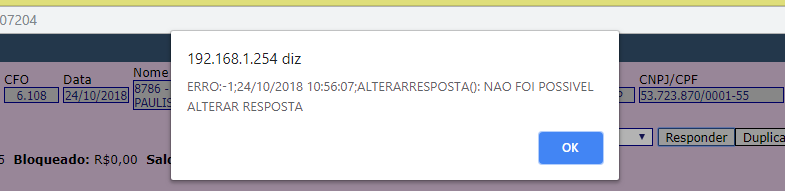 07204
192.168.1.254 diz
ERRO:-1;24/10/2018 10:56:07;ALTERARRESPOSTA(): NAO FOI POSSIVEL
ALTERAR RESPOSTA
OK
CFO Data Nome CNPJ/CPF
6.108 24/10/2018 8786 - P 53.723.870/0001-55
PAULIS
Responder Duplica
5 Bloqueado: R$0,00 Sald